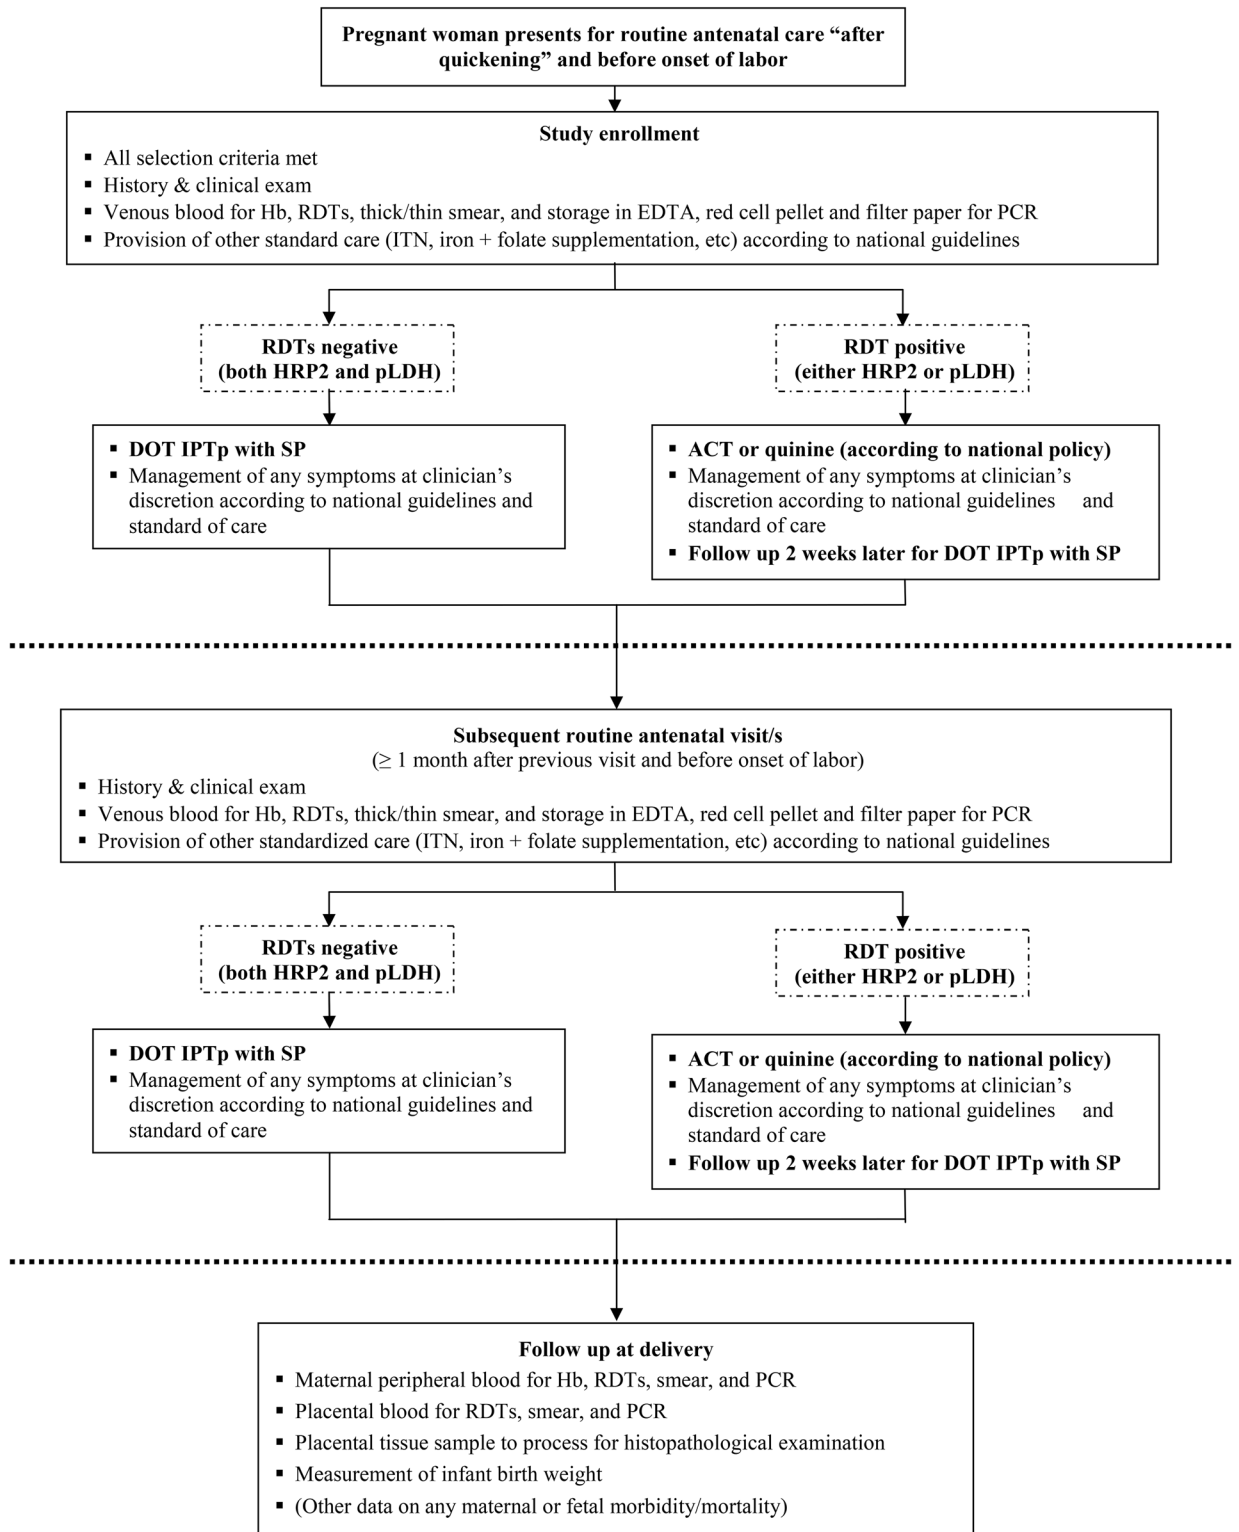 Pregnant woman presents for routine antenatal care “after
quickening” and before onset of labor
Study enrollment
▪ All selection criteria met
▪ History & clinical exam
▪ Venous blood for Hb, RDTs, thick/thin smear, and storage in EDTA, red cell pellet and filter paper for PCR
▪ Provision of other standard care (ITN, iron + folate supplementation, etc) according to national guidelines
RDTs negative
(both HRP2 and pLDH)
RDT positive
(either HRP2 or pLDH)
▪ DOT IPTp with SP
▪ Management of any symptoms at clinician’s
discretion according to national guidelines and
standard of care
▪ ACT or quinine (according to national policy)
▪ Management of any symptoms at clinician’s
discretion according to national guidelines and
standard of care
▪ Follow up 2 weeks later for DOT IPTp with SP
Subsequent routine antenatal visit/s
(≥ 1 month after previous visit and before onset of labor)
▪ History & clinical exam
▪ Venous blood for Hb, RDTs, thick/thin smear, and storage in EDTA, red cell pellet and filter paper for PCR
▪ Provision of other standardized care (ITN, iron + folate supplementation, etc) according to national guidelines
RDTs negative
(both HRP2 and pLDH)
RDT positive
(either HRP2 or pLDH)
▪ DOT IPTp with SP
▪ Management of any symptoms at clinician’s
discretion according to national guidelines and
standard of care
▪ ACT or quinine (according to national policy)
▪ Management of any symptoms at clinician’s
discretion according to national guidelines and
standard of care
▪ Follow up 2 weeks later for DOT IPTp with SP
Follow up at delivery
▪ Maternal peripheral blood for Hb, RDTs, smear, and PCR
▪ Placental blood for RDTs, smear, and PCR
▪ Placental tissue sample to process for histopathological examination
▪ Measurement of infant birth weight
▪ (Other data on any maternal or fetal morbidity/mortality)